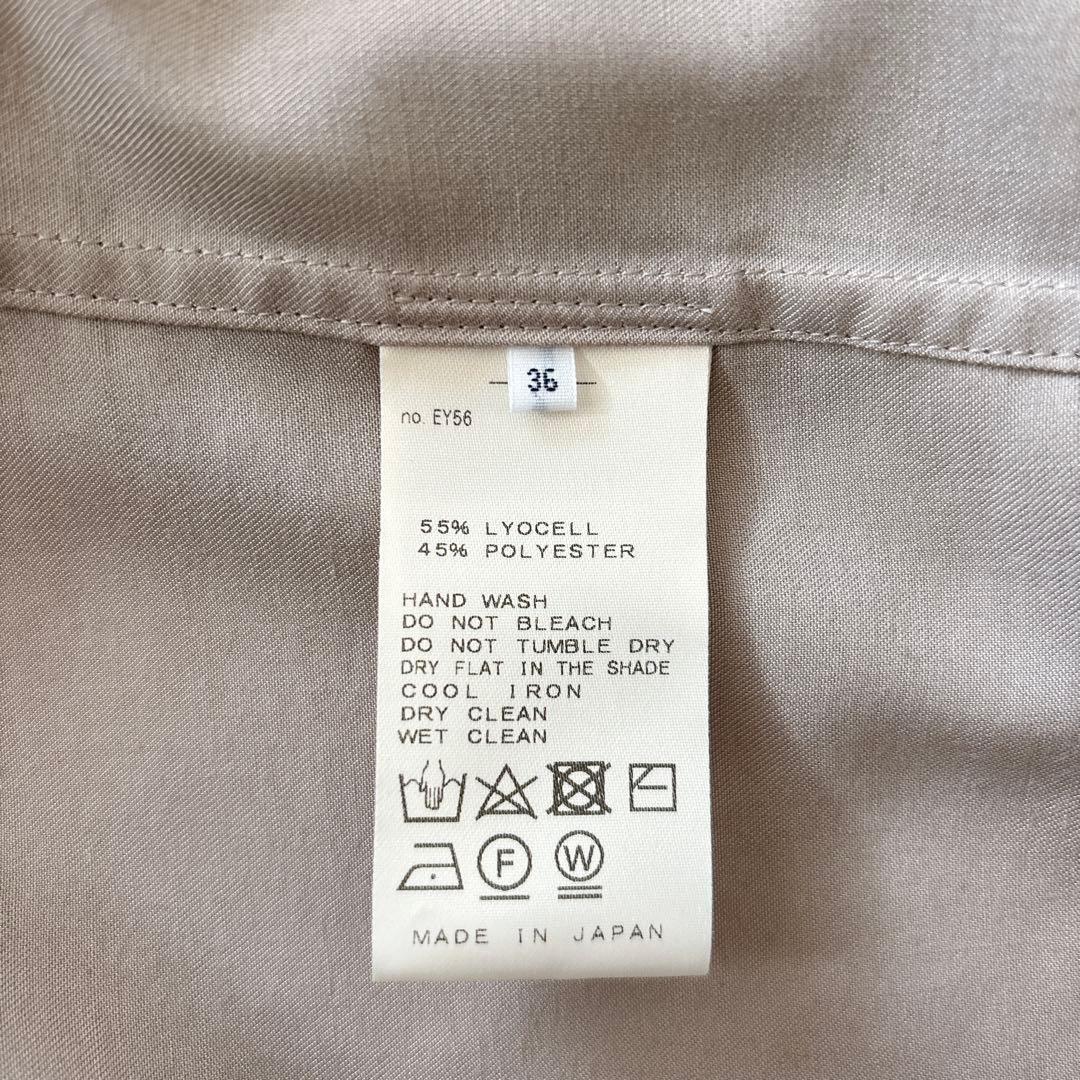 36
no. EY56
55% LYOCELL
45% POLYESTER
HAND WASH
DO NOT BLEACH
DO NOT TUMBLE DRY
DRY FLAT IN THE SHADE
COOL IRON
DRY CLEAN
WET CLEAN
F W
MADE IN JAPAN